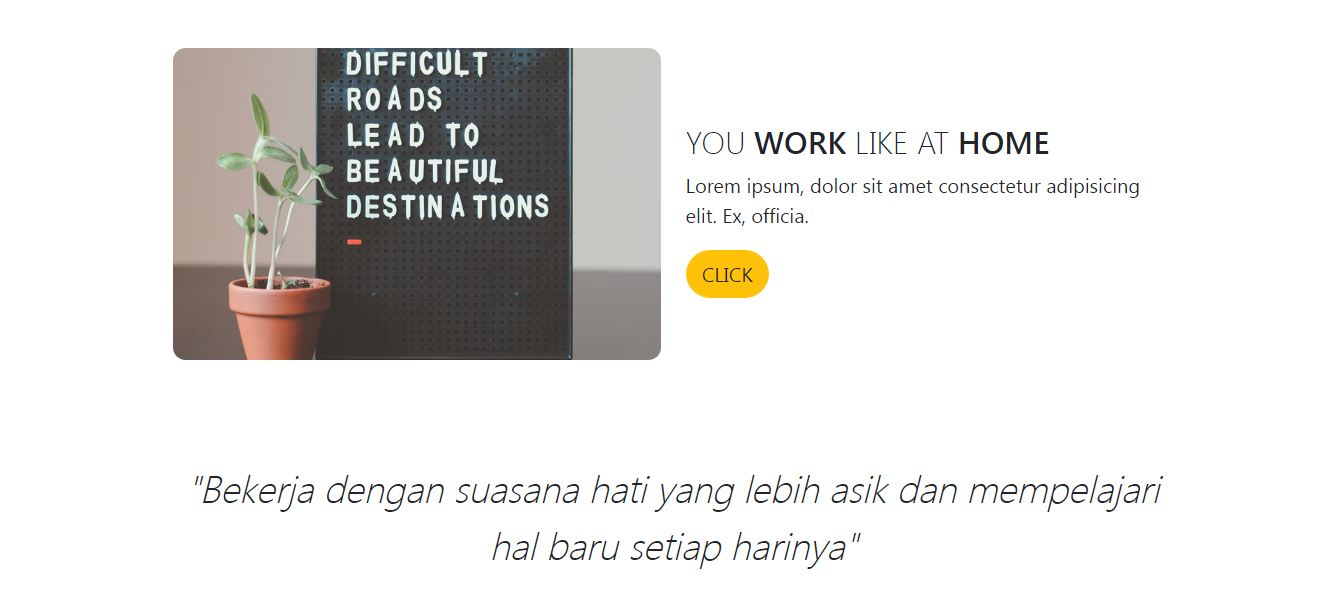 DIFFICULT
ROADS
LEAD TO
BEAUTIFUL
DESTINATIONS
YOU WORK LIKE AT HOME
Lorem ipsum, dolor sit amet consectetur adipisicing
elit. Ex, officia.
CLICK
"Bekerja dengan suasana hati yang lebih asik dan mempelajari
hal baru setiap harinya"